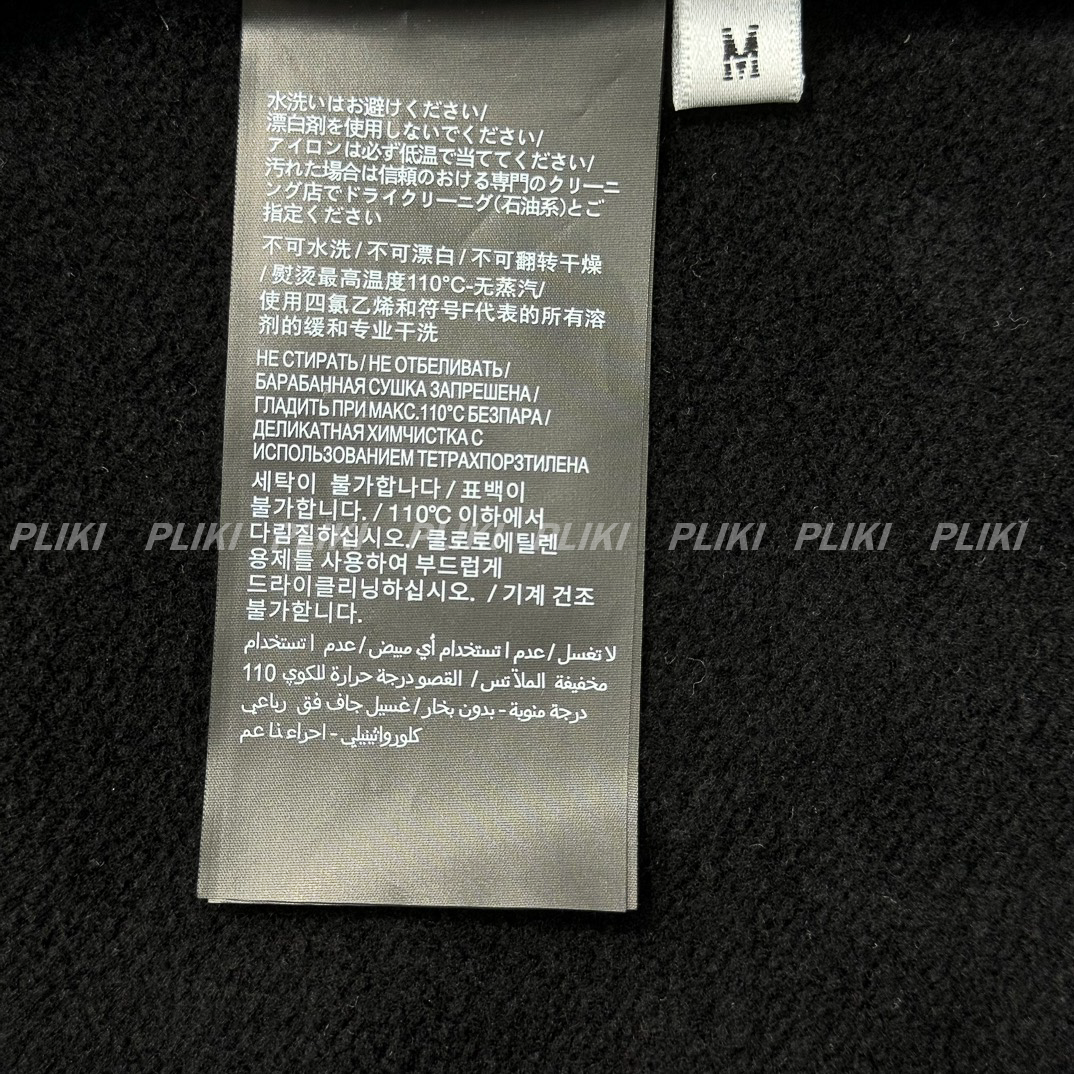 M
水洗いはお避けください/
漂白剤を使用しないでください/
アイロンは必ず低温で当ててください/
汚れた場合は信頼のおける専門のクリーニ
ング店でドライクリーニング(石油系)とご
指定ください
不可水洗/不可漂白/不可翻转干燥
/熨烫最高温度110°C-无蒸汽/
使用四氯乙烯和符号F代表的所有溶
剂的缓和专业干洗
НЕ СТИРАТЬ/НЕ ОТБЕЛИВАТЬ/
БАРАБАННАЯ СУШКА ЗАПРЕШЕНА/
ГЛАДИТЬ ПРИ МАКС.110°C БЕЗПАРА/
ДЕЛИКАТНАЯ ХИМЧИСТКА С
ИСПОЛЬЗОВАНИЕМ ТЕТРАХПОРЗТИЛЕНА
세탁이 불가합나다/표백이
불가합니다./110°C 이하에서
다림질하십시오./클로로에틸렌
PLIKI PLIKI PLIKI PLIKI PLIKI PLIKI PLIKI PLIKI
용제틀 사용하여 부드럽게
드라이클리닝하십시오. /기계 건조
불가핟니다.
لا تغسل/عدم ا تستخدام أي مبيض/عدم ا تستخدام
مخفيفة الملأتس/ القصودرجة حرارة للكوي 110
درجة منوية-بدون بخار/غسيل جاف فق رباعي
كلورواثينيلي-احراء نا عم